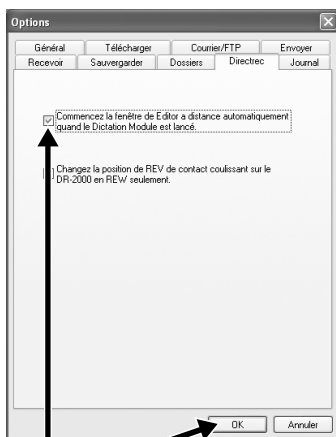 Options
Général Télécharger Courrier/FTP Envoyer
Recevoir Sauvergarder Dossiers Directrec Journal
Commencez la fenêtre de Editor a distance automatiquement
quand le Dictation Module est lancé.
Changez la position de REV de contact coulissant sur le
DR-2000 en REW seulement.
OK Annuler